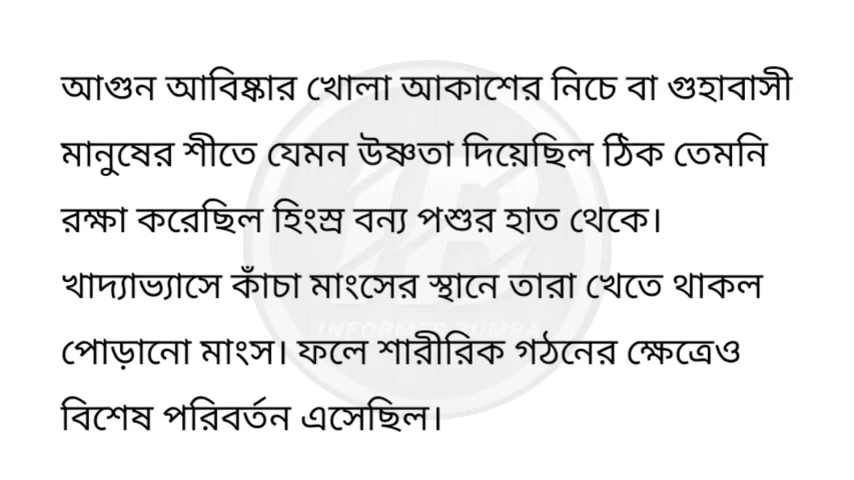 আগুন আবিষ্কার খোলা আকাশের নিচে বা গুহাবাসী
মানুষের শীতে যেমন উষ্ণতা দিয়েছিল ঠিক তেমনি
রক্ষা করেছিল হিংস্র বন্য পশুর হাত থেকে।
খাদ্যাভ্যাসে কাঁচা মাংসের স্থানে তারা খেতে থাকল
পোড়ানো মাংস। ফলে শারীরিক গঠনের ক্ষেত্রেও
বিশেষ পরিবর্তন এসেছিল।